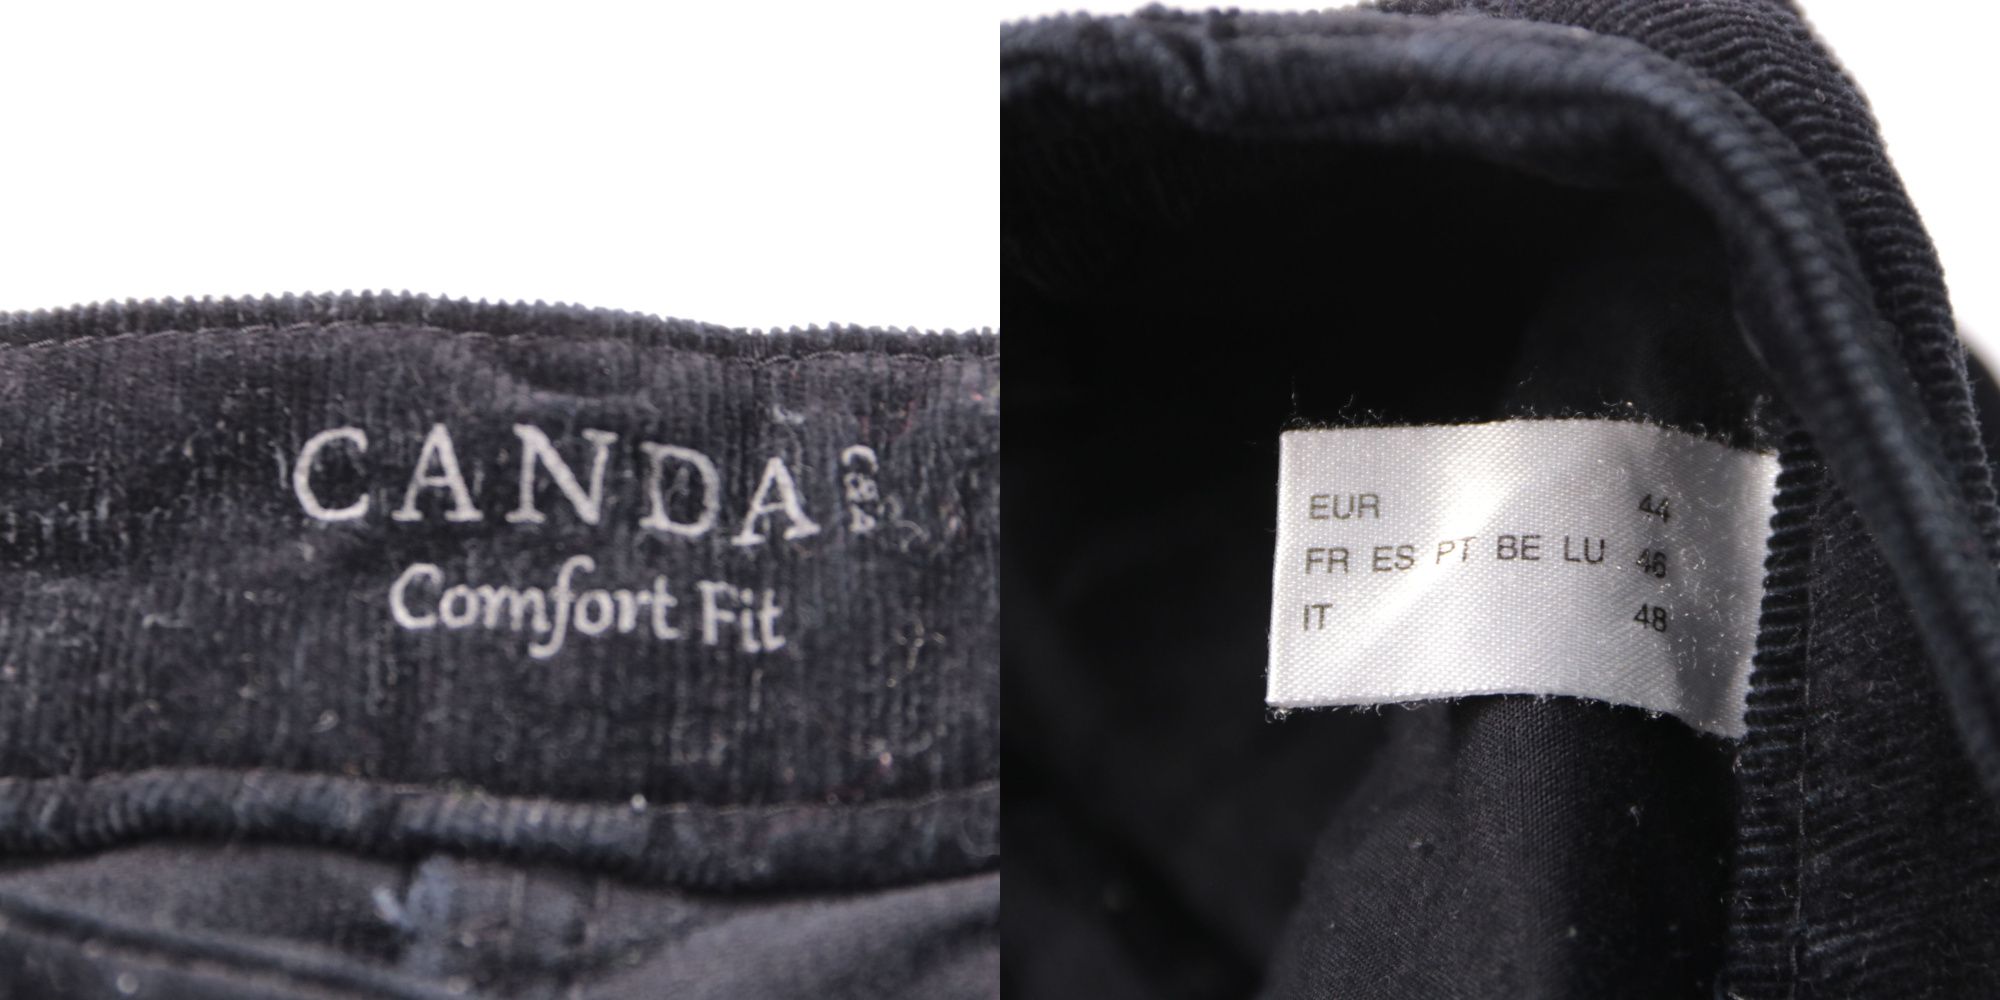 CANDA C&A
Comfort Fit
EUR 44
FR ES PT BE LU 46
IT 48